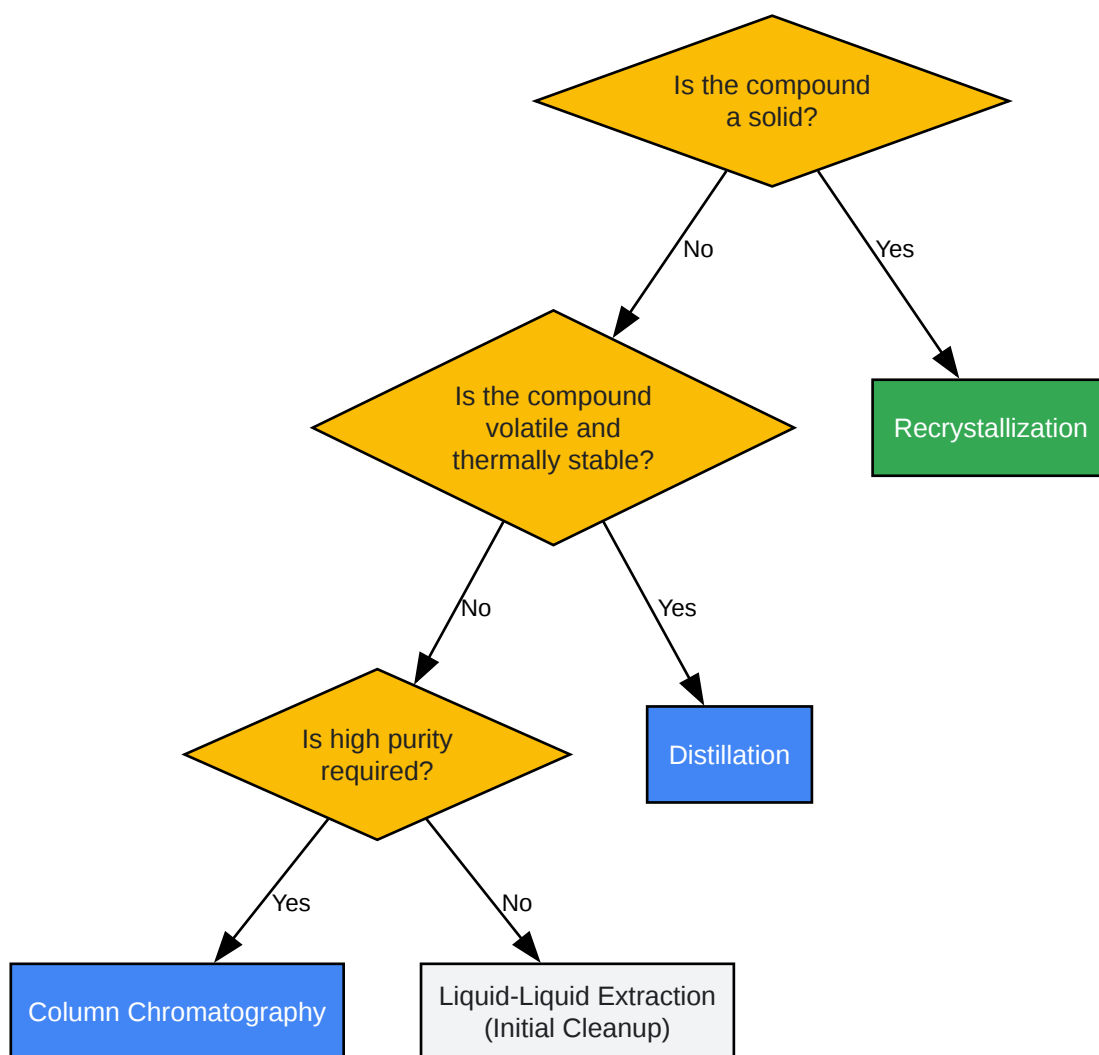 Is the compound
a solid?
No
Yes
Is the compound
volatile and
thermally stable?
Recrystallization
No
Yes
Is high purity
required?
Distillation
Yes
No
Column Chromatography
Liquid-Liquid Extraction
(Initial Cleanup)